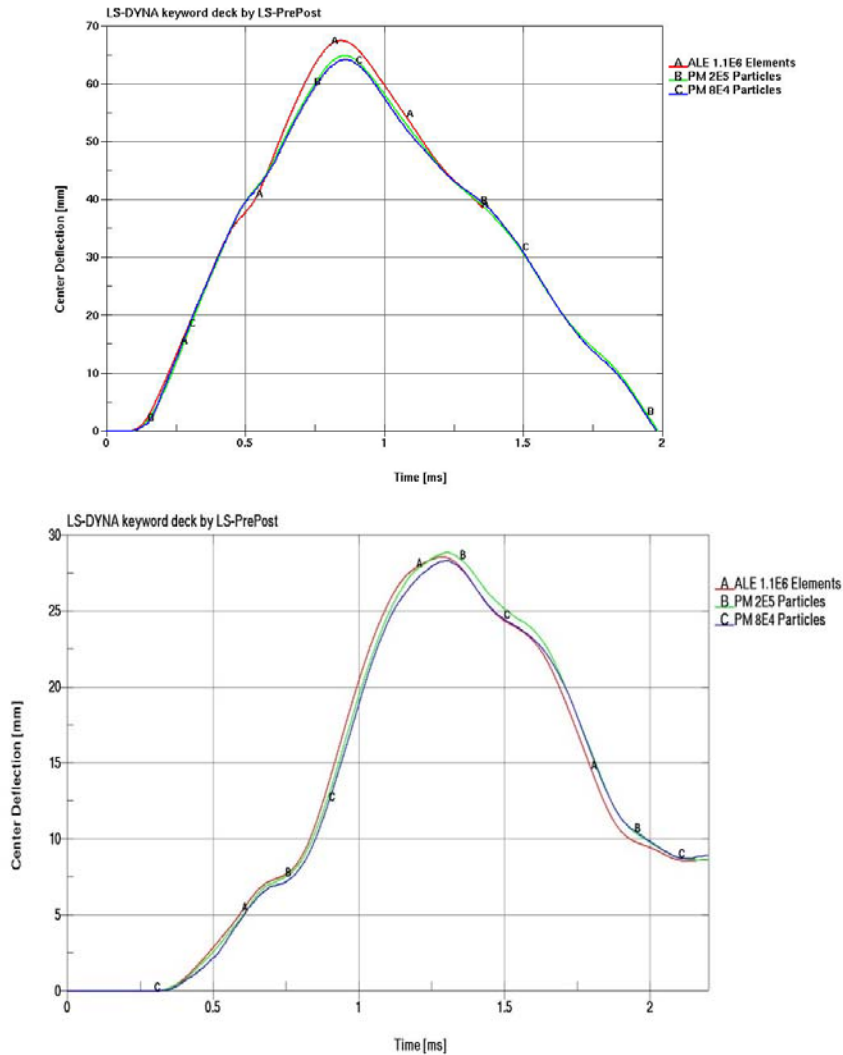 LS-DYNA keyword deck by LS-PrePost
70
60
50
40
30
20
10
0
Center Deflection [mm]
0
0.5
1
1.5
2
Time [ms]
A ALE 1.1E6 Elements
B PM 2E5 Particles
C PM 8E4 Particles
A
C
B
A
A
C
A
B
B
A
C
B
LS-DYNA keyword deck by LS-PrePost
30
25
20
15
10
5
0
Center Deflection [mm]
0
0.5
1
1.5
2
Time [ms]
A ALE 1.1E6 Elements
B PM 2E5 Particles
C PM 8E4 Particles
A
B
C
A
C
B
C
A
B
C